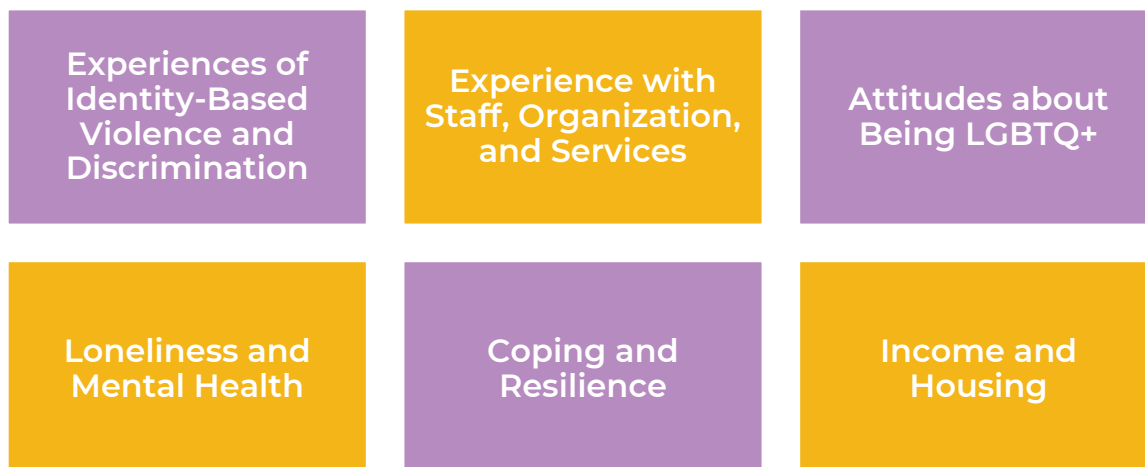 Experiences of
Identity-Based
Violence and
Discrimination
Experience with
Staff, Organization,
and Services
Attitudes about
Being LGBTQ+
Loneliness and
Mental Health
Coping and
Resilience
Income and
Housing